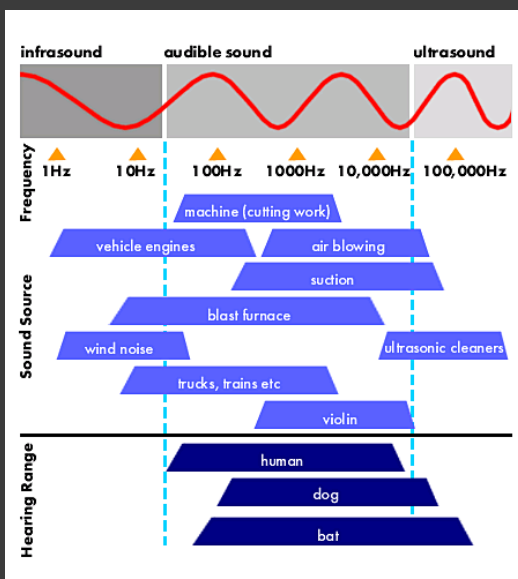 infrasound audible sound ultrasound
Frequency
1Hz 10Hz 100Hz 1000Hz 10,000Hz 100,000Hz
Sound Source
machine (cutting work)
vehicle engines air blowing
suction
blast furnace
wind noise ultrasonic cleaners
trucks, trains etc
violin
Hearing Range
human
dog
bat